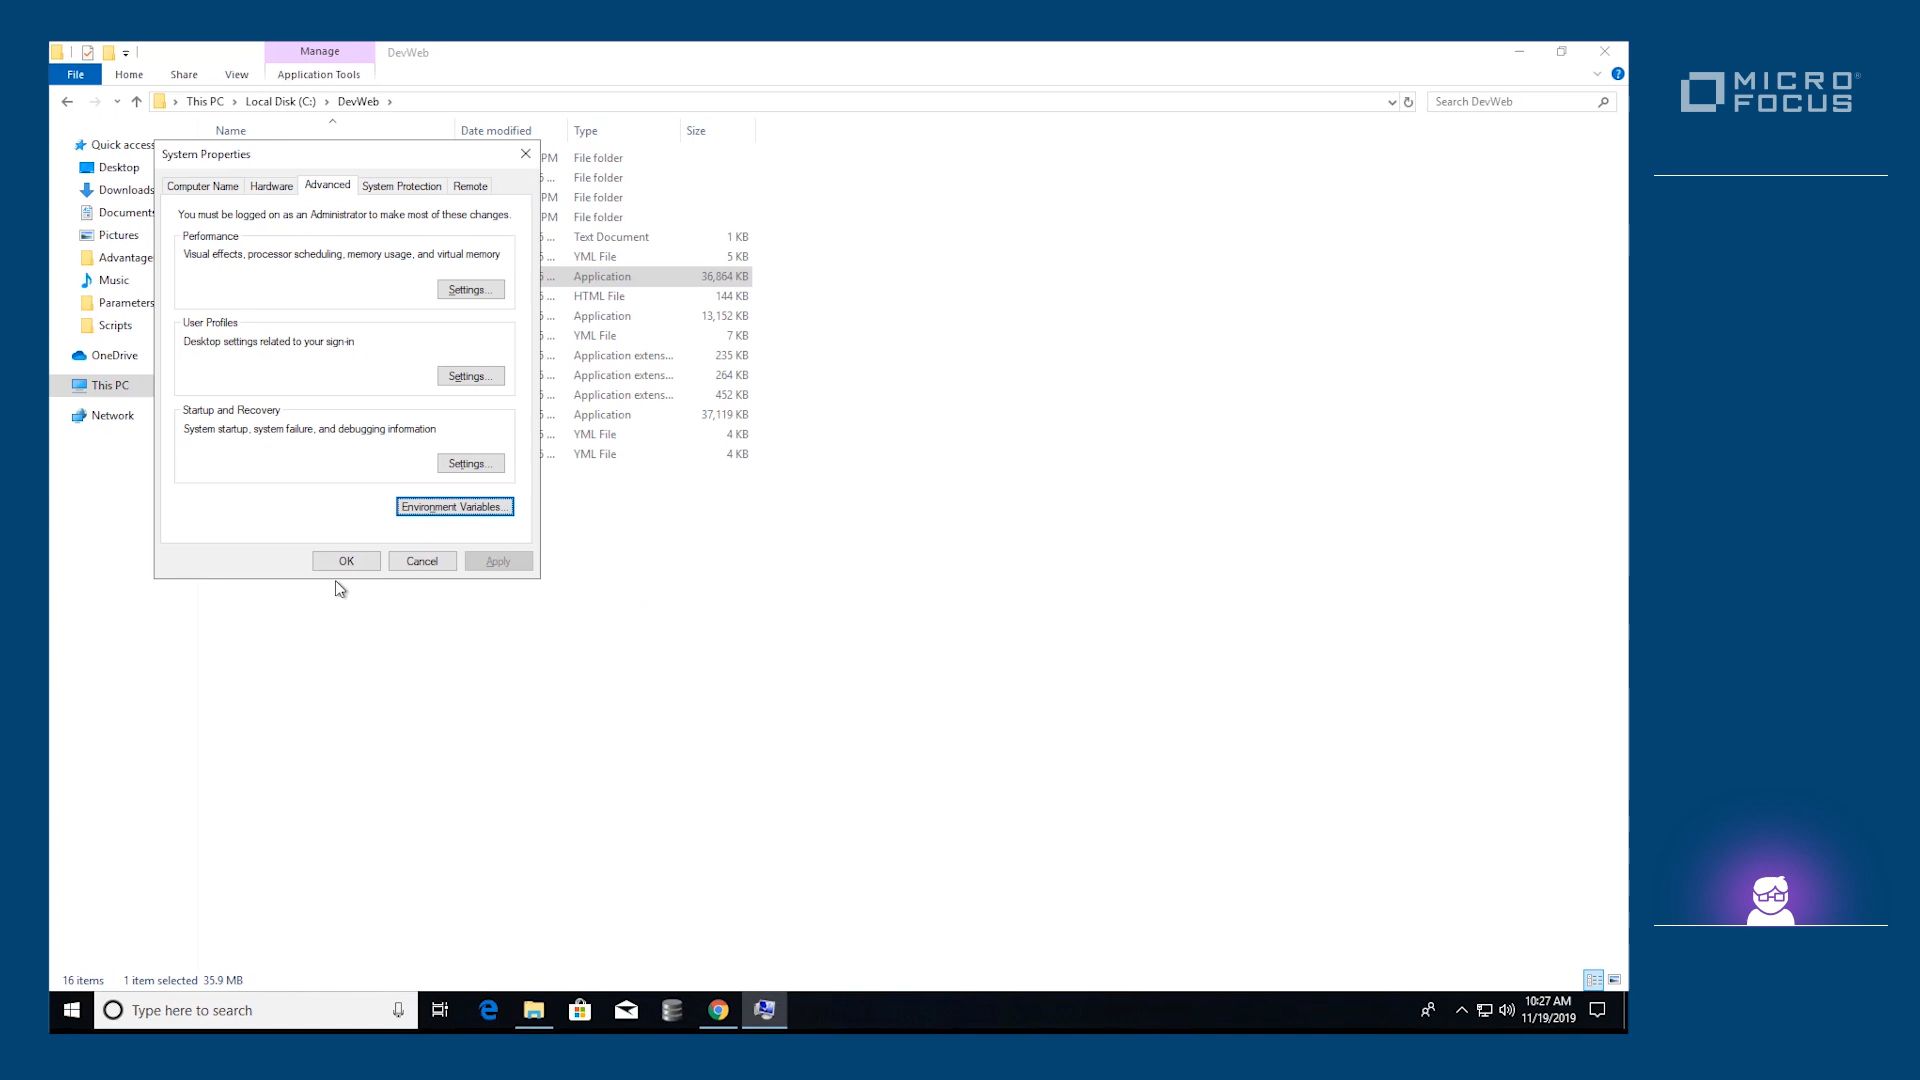 Manage
DevWeb
File
Home
Share
View
Application Tools
This PC
Local Disk (C:)
DevWeb
Search DevWeb
MICRO
FOCUS
Name
Date modified
Type
Size
Quick access
Desktop
Downloads
Documents
Pictures
Advantage
Music
Parameters
Scripts
OneDrive
This PC
Network
System Properties
Computer Name
Hardware
Advanced
System Protection
Remote
You must be logged on as an Administrator to make most of these changes.
Performance
Visual effects, processor scheduling, memory usage, and virtual memory
Settings...
User Profiles
Desktop settings related to your sign-in
Settings...
Startup and Recovery
System startup, system failure, and debugging information
Settings...
Environment Variables...
OK
Cancel
Apply
PM File folder
... File folder
PM File folder
PM File folder
... Text Document 1 KB
... YML File 5 KB
... Application 36,864 KB
... HTML File 144 KB
... Application 13,152 KB
... YML File 7 KB
... Application extens... 235 KB
... Application extens... 264 KB
... Application extens... 452 KB
... Application 37,119 KB
... YML File 4 KB
... YML File 4 KB
16 items
1 item selected 35.9 MB
Type here to search
10:27 AM
11/19/2019